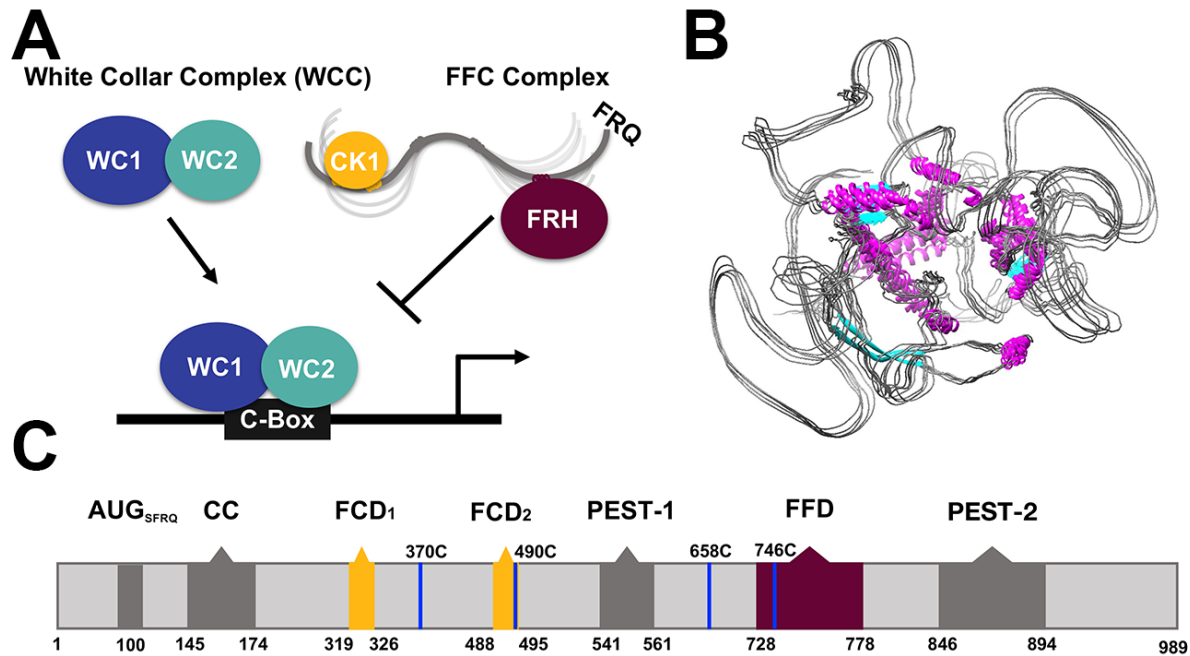 A
B
White Collar Complex (WCC)
FFC Complex
FRQ
WC1
WC2
CK1
FRH
WC1
WC2
C-Box
C
AUGSFRQ
CC
FCD1
FCD2
PEST-1
FFD
PEST-2
370C
490C
658C
746C
1
100
145
174
319
326
488
495
541
561
728
778
846
894
989